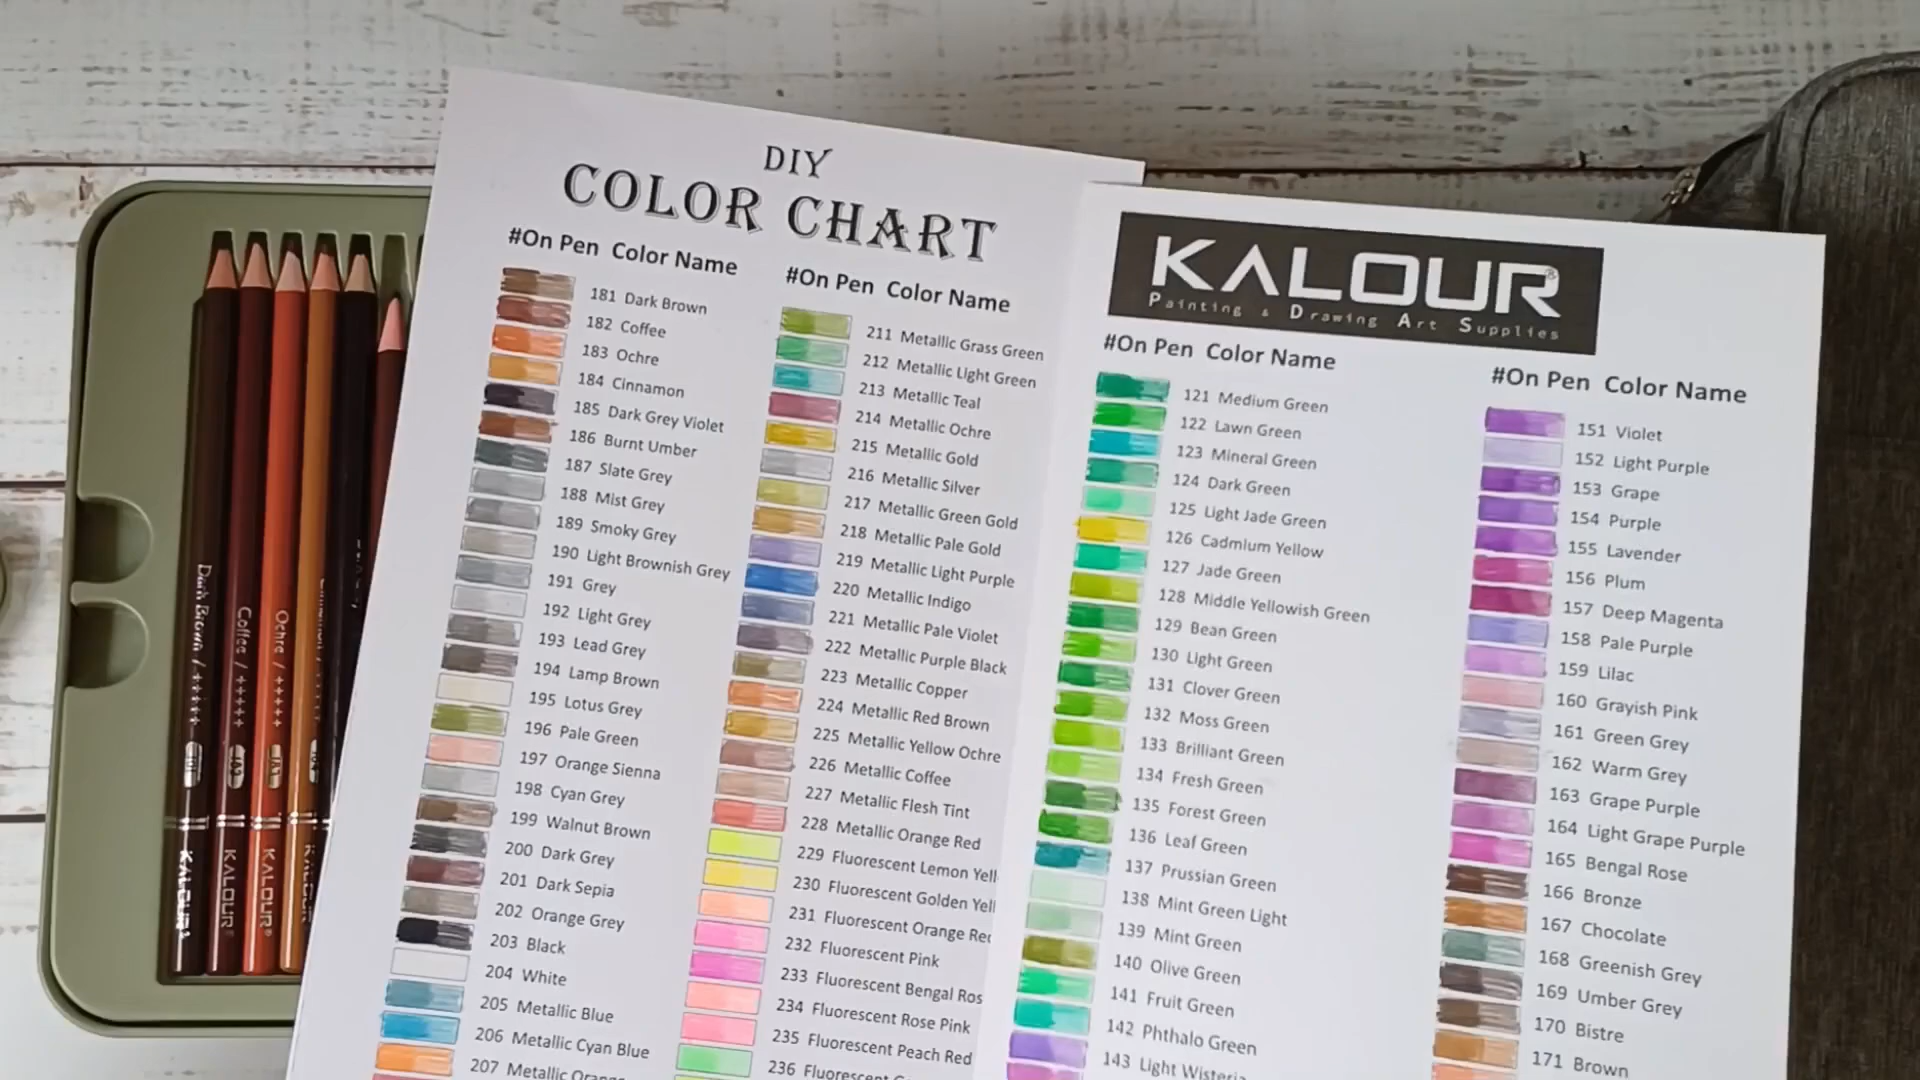 DIY
COLOR CHART
#On Pen Color Name
181 Dark Brown
182 Coffee
183 Ochre
184 Cinnamon
185 Dark Grey Violet
186 Burnt Umber
187 Slate Grey
188 Mist Grey
189 Smoky Grey
190 Light Brownish Grey
191 Grey
192 Light Grey
193 Lead Grey
194 Lamp Brown
195 Lotus Grey
196 Pale Green
197 Orange Sienna
198 Cyan Grey
199 Walnut Brown
200 Dark Grey
201 Dark Sepia
202 Orange Grey
203 Black
204 White
205 Metallic Blue
206 Metallic Cyan Blue
207 Metallic
#On Pen Color Name
211 Metallic Grass Green
212 Metallic Light Green
213 Metallic Teal
214 Metallic Ochre
215 Metallic Gold
216 Metallic Silver
217 Metallic Green Gold
218 Metallic Pale Gold
219 Metallic Light Purple
220 Metallic Indigo
221 Metallic Pale Violet
222 Metallic Purple Black
223 Metallic Copper
224 Metallic Red Brown
225 Metallic Yellow Ochre
226 Metallic Coffee
227 Metallic Flesh Tint
228 Metallic Orange Red
229 Fluorescent Lemon Yell
230 Fluorescent Golden Yell
231 Fluorescent Orange Red
232 Fluorescent Pink
233 Fluorescent Bengal Ros
234 Fluorescent Rose Pink
235 Fluorescent Peach Red
236
KALOUR®
Painting & Drawing Art Supplies
#On Pen Color Name
121 Medium Green
122 Lawn Green
123 Mineral Green
124 Dark Green
125 Light Jade Green
126 Cadmlum Yellow
127 Jade Green
128 Middle Yellowish Green
129 Bean Green
130 Light Green
131 Clover Green
132 Moss Green
133 Brilliant Green
134 Fresh Green
135 Forest Green
136 Leaf Green
137 Prussian Green
138 Mint Green Light
139 Mint Green
140 Olive Green
141 Fruit Green
142 Phthalo Green
143 Light
#On Pen Color Name
151 Violet
152 Light Purple
153 Grape
154 Purple
155 Lavender
156 Plum
157 Deep Magenta
158 Pale Purple
159 Lilac
160 Grayish Pink
161 Green Grey
162 Warm Grey
163 Grape Purple
164 Light Grape Purple
165 Bengal Rose
166 Bronze
167 Chocolate
168 Greenish Grey
169 Umber Grey
170 Bistre
171 Brown
Dark Brown / +++++ KALOUR
Coffee / +++++ KALOUR
Ochre / +++++ KALOUR
KALOUR